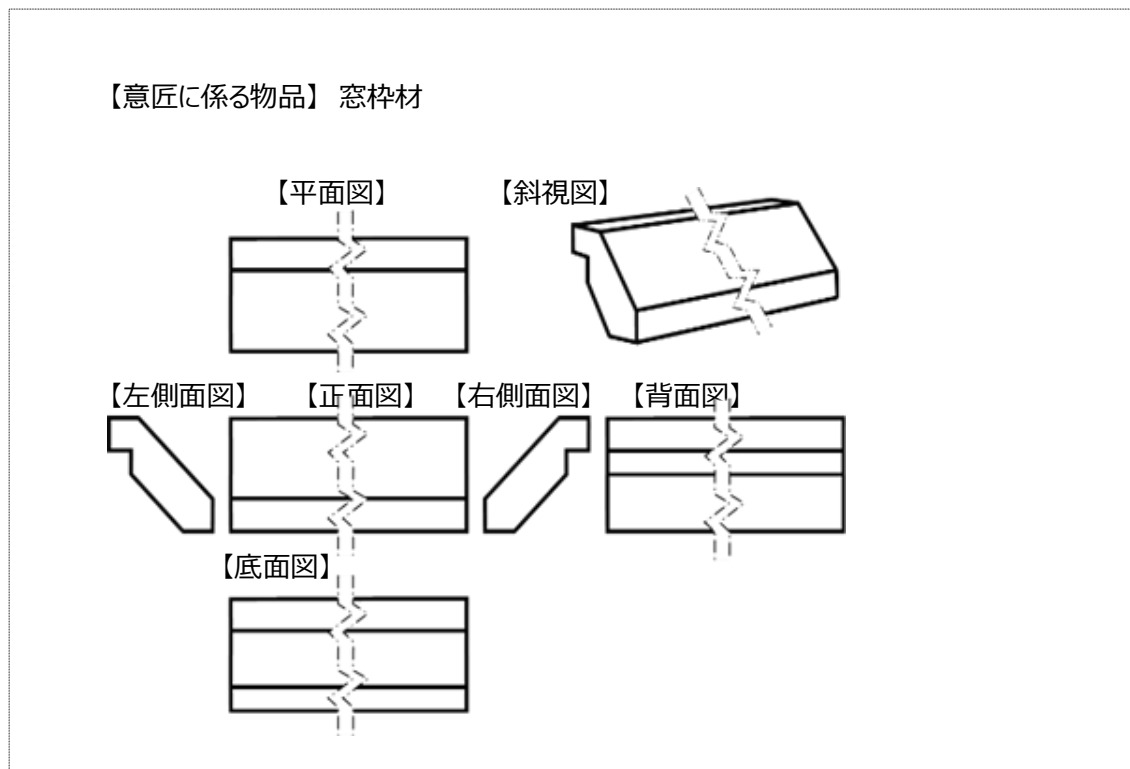 【意匠に係る物品】 窓枠材
【平面図】
【斜視図】
【左側面図】
【正面図】
【右側面図】
【背面図】
【底面図】